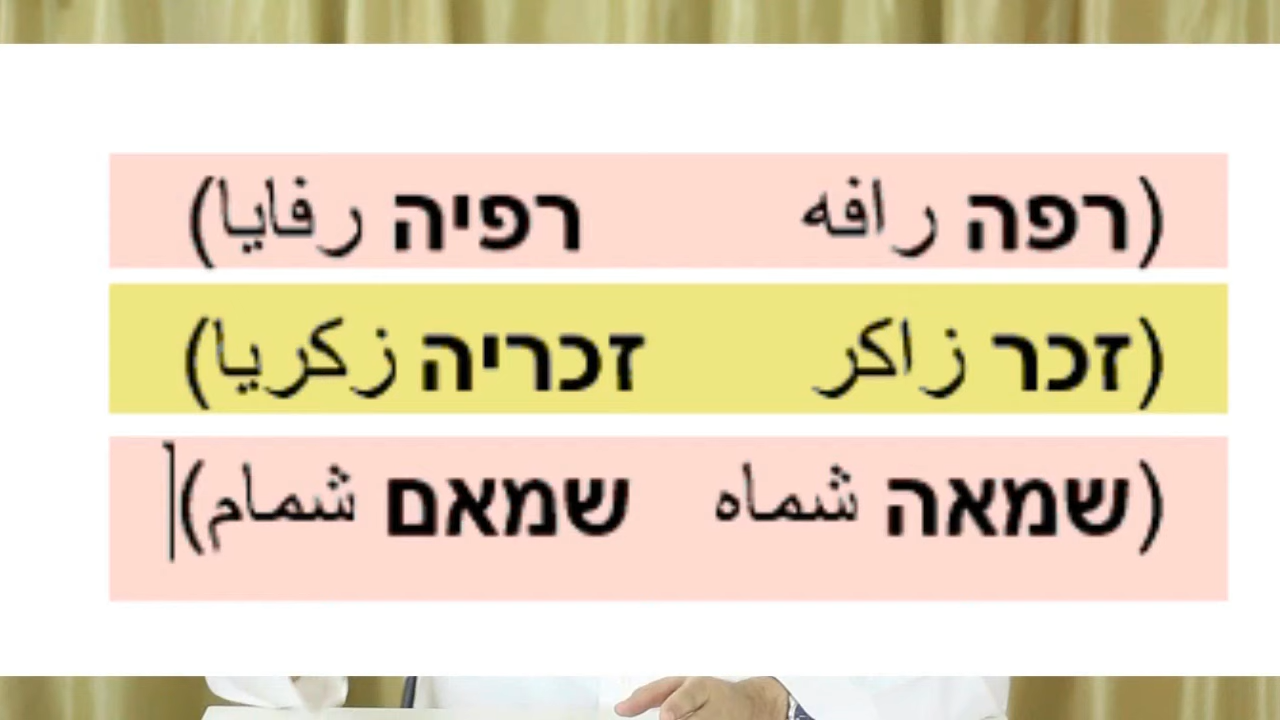 (רפה رافه רפיה رفايا)
(זכר زاكر זכריה زكريا)
(שמאה شماه שמאם شمام)